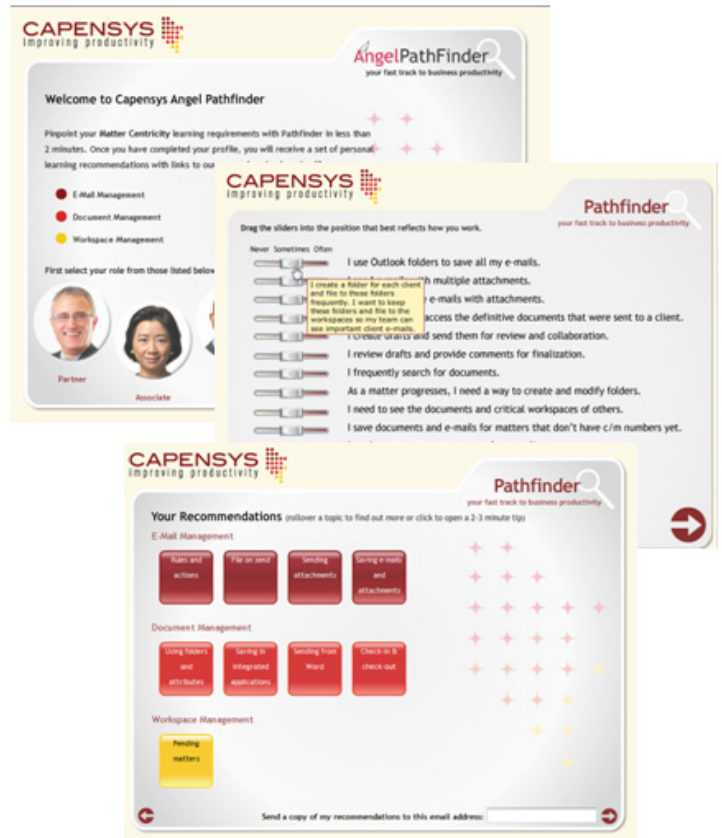 CAPENSYS
improving productivity
AngelPathFinder
your fast track to business productivity
Welcome to Capensys Angel Pathfinder
Pinpoint your Matter Centricity learning requirements with Pathfinder in less than
2 minutes. Once you have completed your profile, you will receive a set of personal
learning recommendations with links to our
E-Mail Management
Document Management
Workspace Management
First select your role from those listed below
Partner
Associate
CAPENSYS
improving productivity
Pathfinder
your fast track to business productivity
Drag the sliders into the position that best reflects how you work.
Never Sometimes Often
I use Outlook folders to save all my e-mails.
with multiple attachments.
e-mails with attachments.
access the definitive documents that were sent to a client.
I create a folder for each client
and file to these folders
frequently. I want to keep
these folders and file to the
workspaces so my team can
see important client e-mails.
I create drafts and send them for review and collaboration.
I review drafts and provide comments for finalization.
I frequently search for documents.
As a matter progresses, I need a way to create and modify folders.
I need to see the documents and critical workspaces of others.
I save documents and e-mails for matters that don't have c/m numbers yet.
CAPENSYS
improving productivity
Pathfinder
your fast track to business productivity
Your Recommendations (rollover a topic to find out more or click to open a 2-3 minute tip)
E-Mail Management
Rules and
actions
File on send
Sending
attachments
Saving e-mails
and
attachments
Document Management
Using folders
and
attributes
Saving in
integrated
applications
Sending from
Word
Check-in &
check-out
Workspace Management
Pending
matters
Send a copy of my recommendations to this email address: